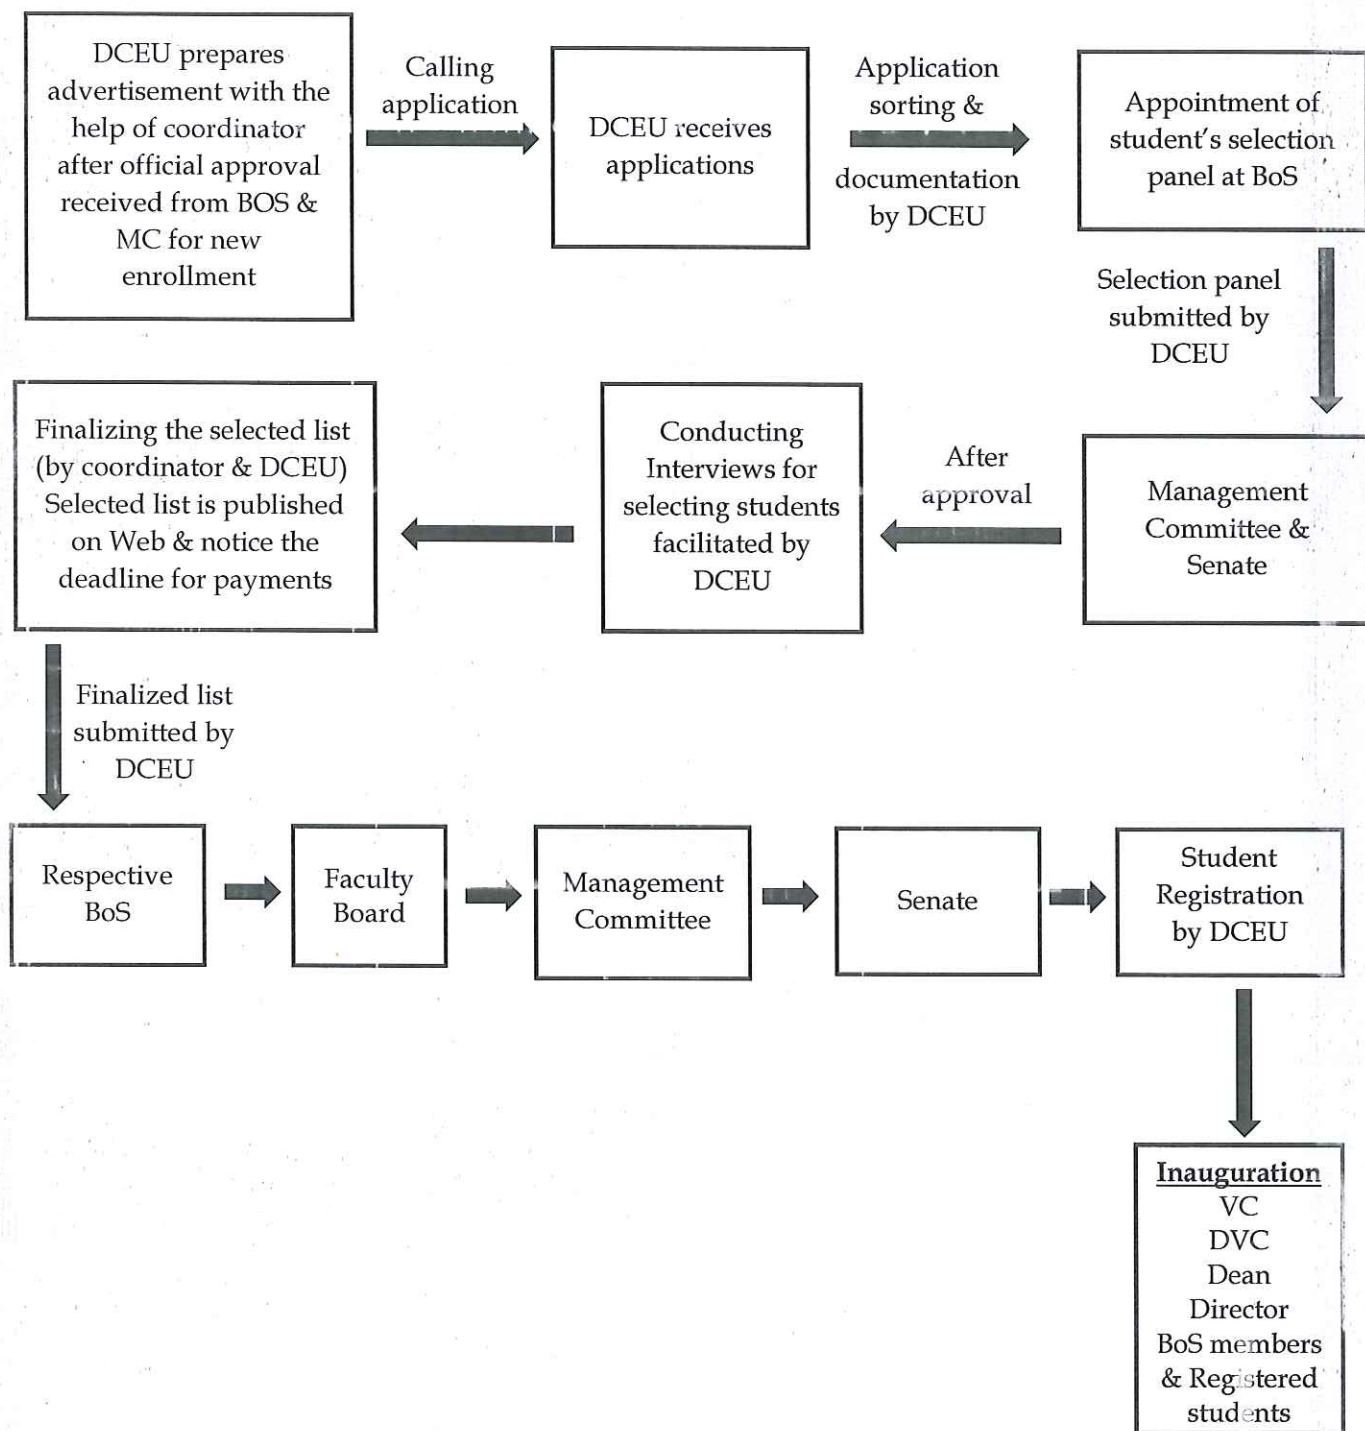 DCEU prepares
advertisement with the
help of coordinator
after official approval
received from BOS &
MC for new
enrollment
Calling
application
DCEU receives
applications
Application
sorting &
documentation
by DCEU
Appointment of
student's selection
panel at BoS
Selection panel
submitted by
DCEU
Management
Committee &
Senate
After
approval
Conducting
Interviews for
selecting students
facilitated by
DCEU
Finalizing the selected list
(by coordinator & DCEU)
Selected list is published
on Web & notice the
deadline for payments
Finalized list
submitted by
DCEU
Respective
BoS
Faculty
Board
Management
Committee
Senate
Student
Registration
by DCEU
Inauguration
VC
DVC
Dean
Director
BoS members
& Registered
students